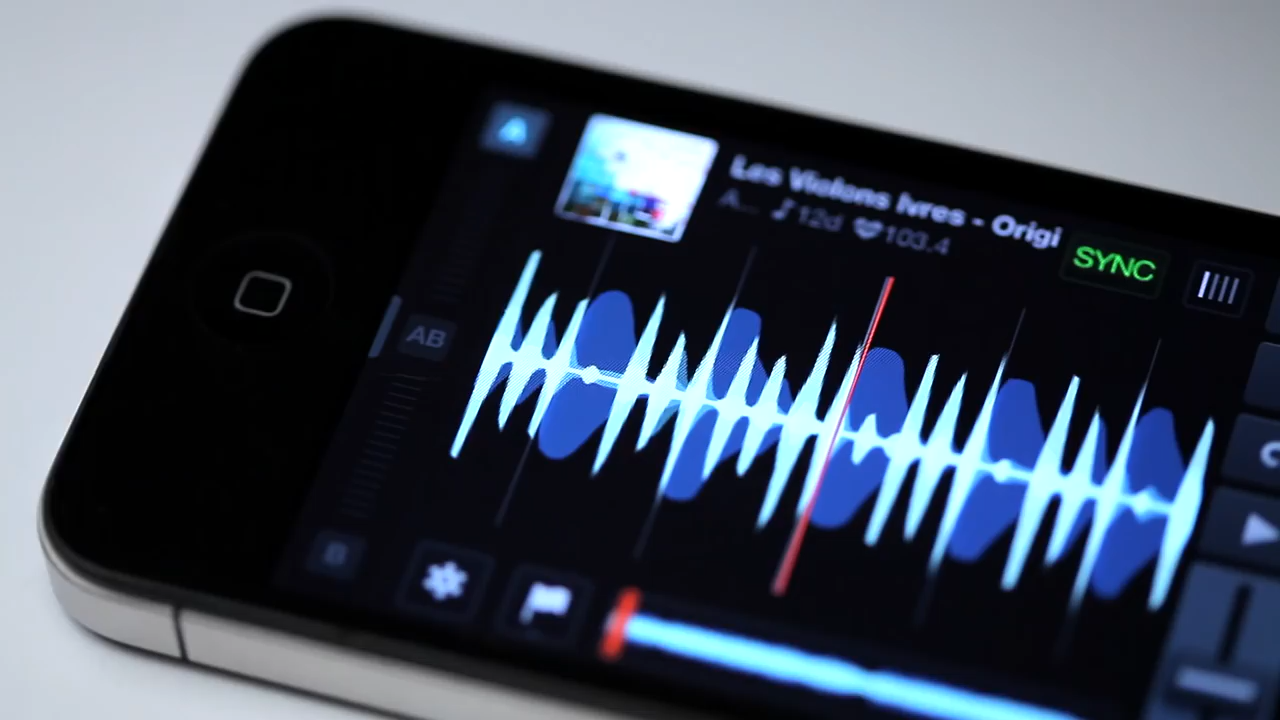 A
Les Violons Ivres - Origi
A... 12d 103.4
SYNC
AB
B